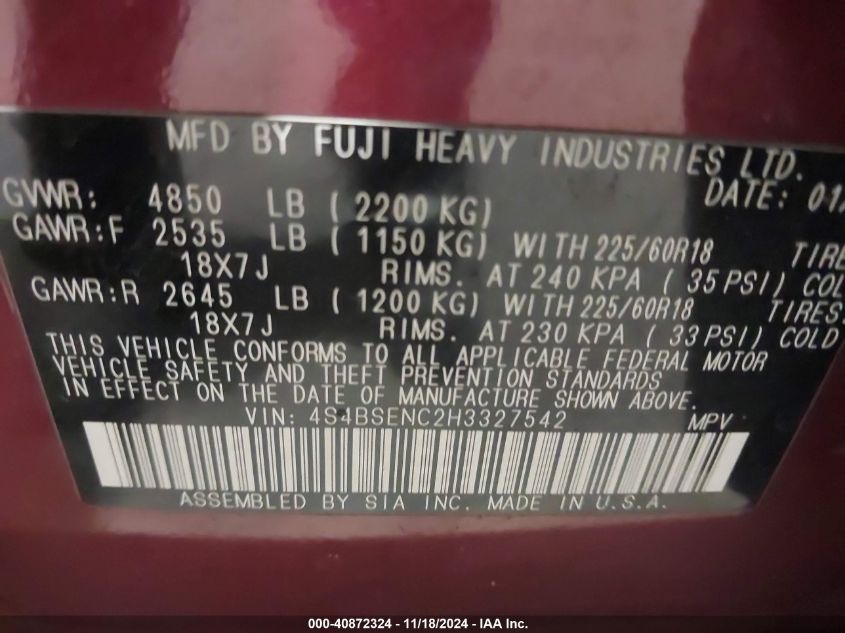 MFD BY FUJI HEAVY INDUSTRIES LTD.
DATE: 01/
GVWR: 4850 LB ( 2200 KG)
GAWR:F 2535 LB ( 1150 KG) WITH 225/60R18 TIRE
18X7J RIMS. AT 240 KPA ( 35 PSI) COL
GAWR:R 2645 LB ( 1200 KG) WITH 225/60R18 TIRES
18X7J RIMS. AT 230 KPA ( 33 PSI) COLD
THIS VEHICLE CONFORMS TO ALL APPLICABLE FEDERAL MOTOR
VEHICLE SAFETY AND THEFT PREVENTION STANDARDS
IN EFFECT ON THE DATE OF MANUFACTURE SHOWN ABOVE.
VIN: 4S4BSENC2H3327542 MPV
ASSEMBLED BY SIA INC. MADE IN U.S.A.
000-40872324 - 11/18/2024 - IAA Inc.